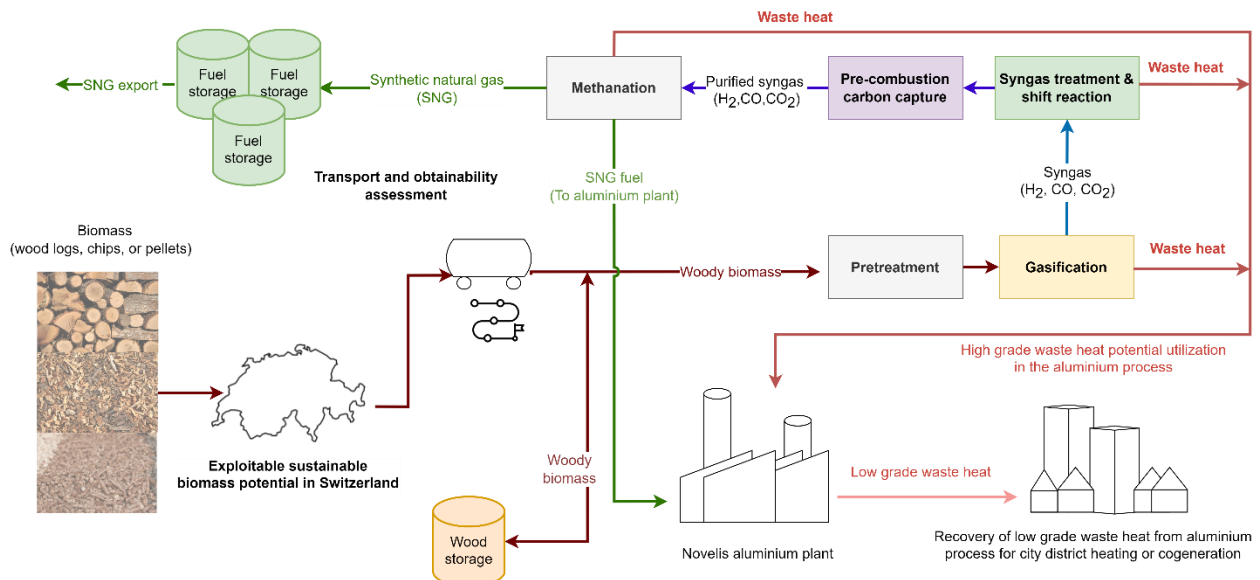 Waste heat
SNG export
Fuel
storage
Fuel
storage
Fuel
storage
Synthetic natural gas
(SNG)
Methanation
Purified syngas
(H2,CO,CO2)
Pre-combustion
carbon capture
Syngas treatment &
shift reaction
Waste heat
Transport and obtainability
assessment
SNG fuel
(To aluminium plant)
Syngas
(H2, CO, CO2)
Biomass
(wood logs, chips, or pellets)
Woody biomass
Pretreatment
Gasification
Waste heat
High grade waste heat potential utilization
in the aluminium process
Exploitable sustainable
biomass potential in Switzerland
Woody
biomass
Low grade waste heat
Wood
storage
Novelis aluminium plant
Recovery of low grade waste heat from aluminium
process for city district heating or cogeneration